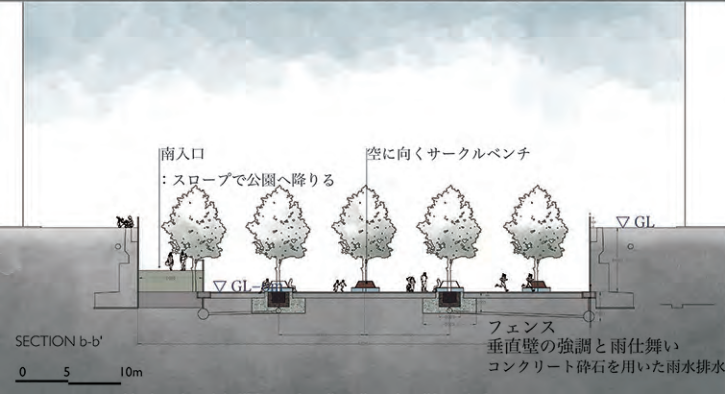 南入口
：スロープで公園へ降りる
空に向くサークルベンチ
▽ GL
▽ GL
フェンス
垂直壁の強調と雨仕舞い
コンクリート砕石を用いた雨水排水
SECTION b-b'
0 5 10m